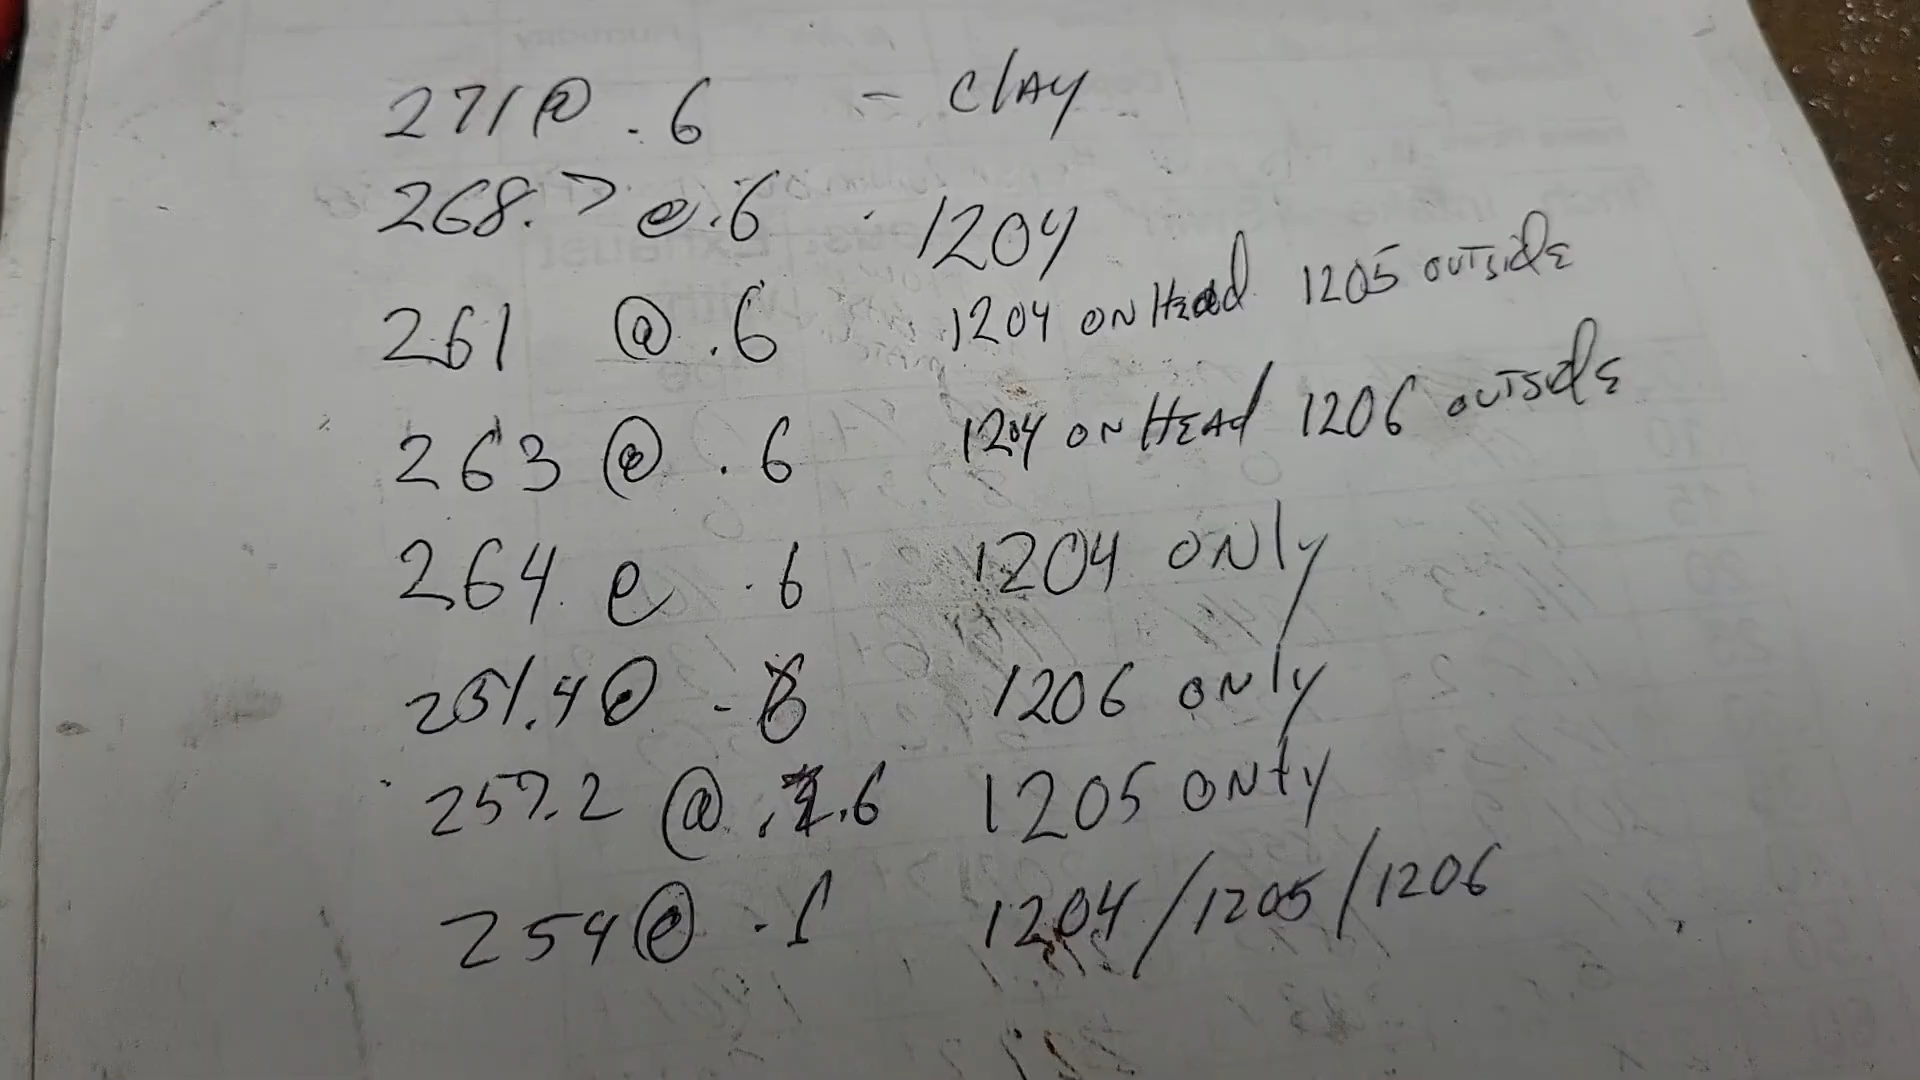 271 @ .6 - CLAY
268.7 @ .6 1204
261 @ .6 1204 ON HEAD 1205 OUTSIDE
263 @ .6 1204 ON HEAD 1206 OUTSIDE
264 @ .6 1204 ONLY
251.4 @ .6 1206 ONLY
257.2 @ .6 1205 ONLY
254 @ . 1204/1205/1206